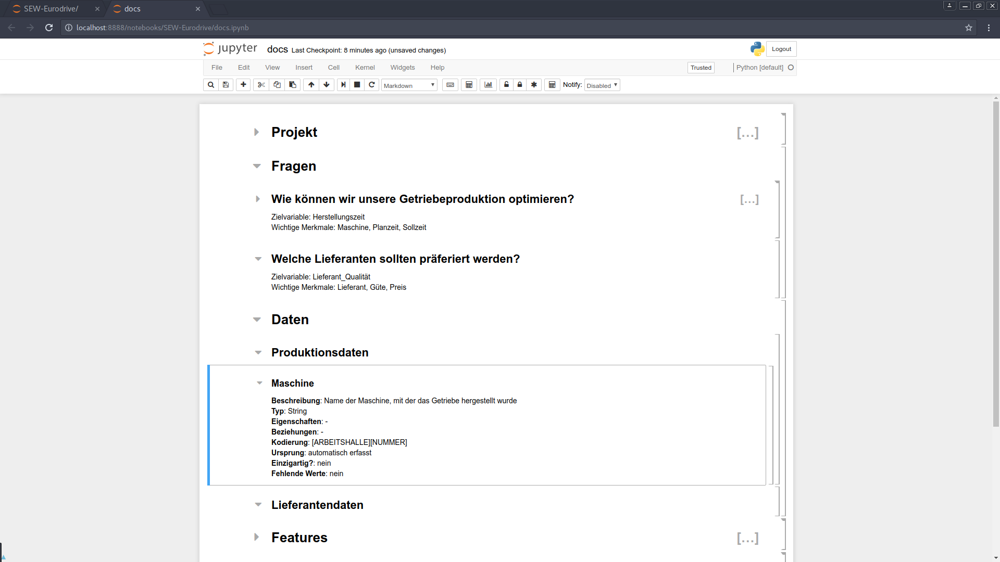 SEW-Eurodrive/
docs
localhost:8888/notebooks/SEW-Eurodrive/docs.ipynb
jupyter docs Last Checkpoint: 8 minutes ago (unsaved changes) Logout
File Edit View Insert Cell Kernel Widgets Help Trusted Python [default]
Markdown Notify: Disabled
Projekt [...]
Fragen
Wie können wir unsere Getriebeproduktion optimieren? [...]
Zielvariable: Herstellungszeit
Wichtige Merkmale: Maschine, Planzeit, Sollzeit
Welche Lieferanten sollten präferiert werden?
Zielvariable: Lieferant_Qualität
Wichtige Merkmale: Lieferant, Güte, Preis
Daten
Produktionsdaten
Maschine
Beschreibung: Name der Maschine, mit der das Getriebe hergestellt wurde
Typ: String
Eigenschaften: -
Beziehungen: -
Kodierung: [ARBEITSHALLE][NUMMER]
Ursprung: automatisch erfasst
Einzigartig?: nein
Fehlende Werte: nein
Lieferantendaten
Features [...]